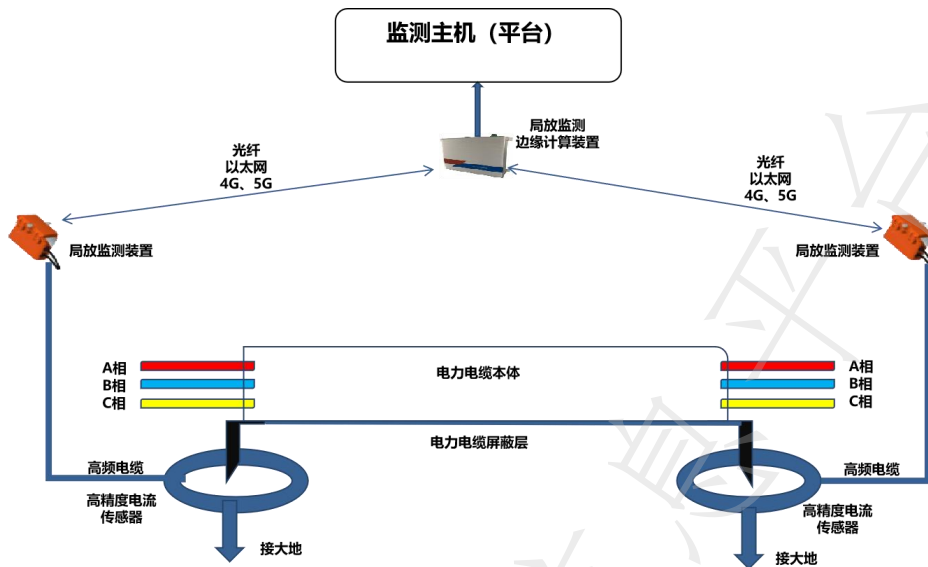 监测主机（平台）
局放监测
边缘计算装置
光纤
以太网
4G、5G
光纤
以太网
4G、5G
局放监测装置
局放监测装置
A相
B相
C相
电力电缆本体
A相
B相
C相
电力电缆屏蔽层
高频电缆
高精度电流
传感器
高频电缆
高精度电流
传感器
接大地
接大地